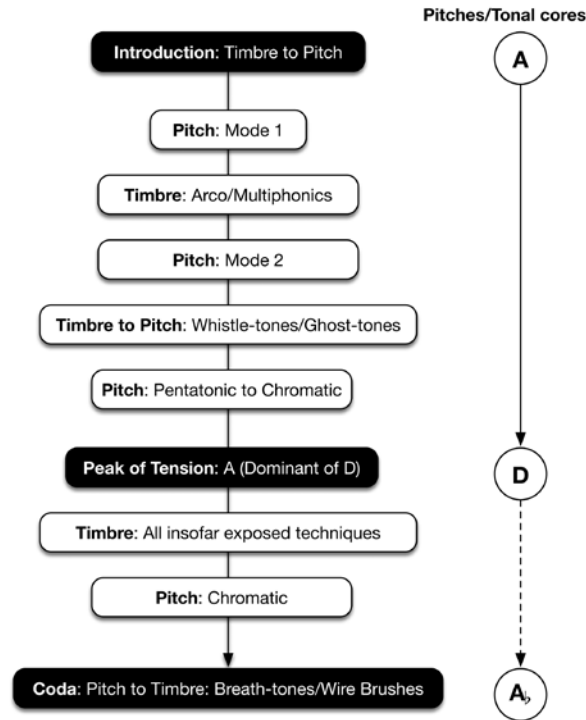 Pitches/Tonal cores
Introduction: Timbre to Pitch
A
Pitch: Mode 1
Timbre: Arco/Multiphonics
Pitch: Mode 2
Timbre to Pitch: Whistle-tones/Ghost-tones
Pitch: Pentatonic to Chromatic
Peak of Tension: A (Dominant of D)
D
Timbre: All insofar exposed techniques
Pitch: Chromatic
Coda: Pitch to Timbre: Breath-tones/Wire Brushes
A♭